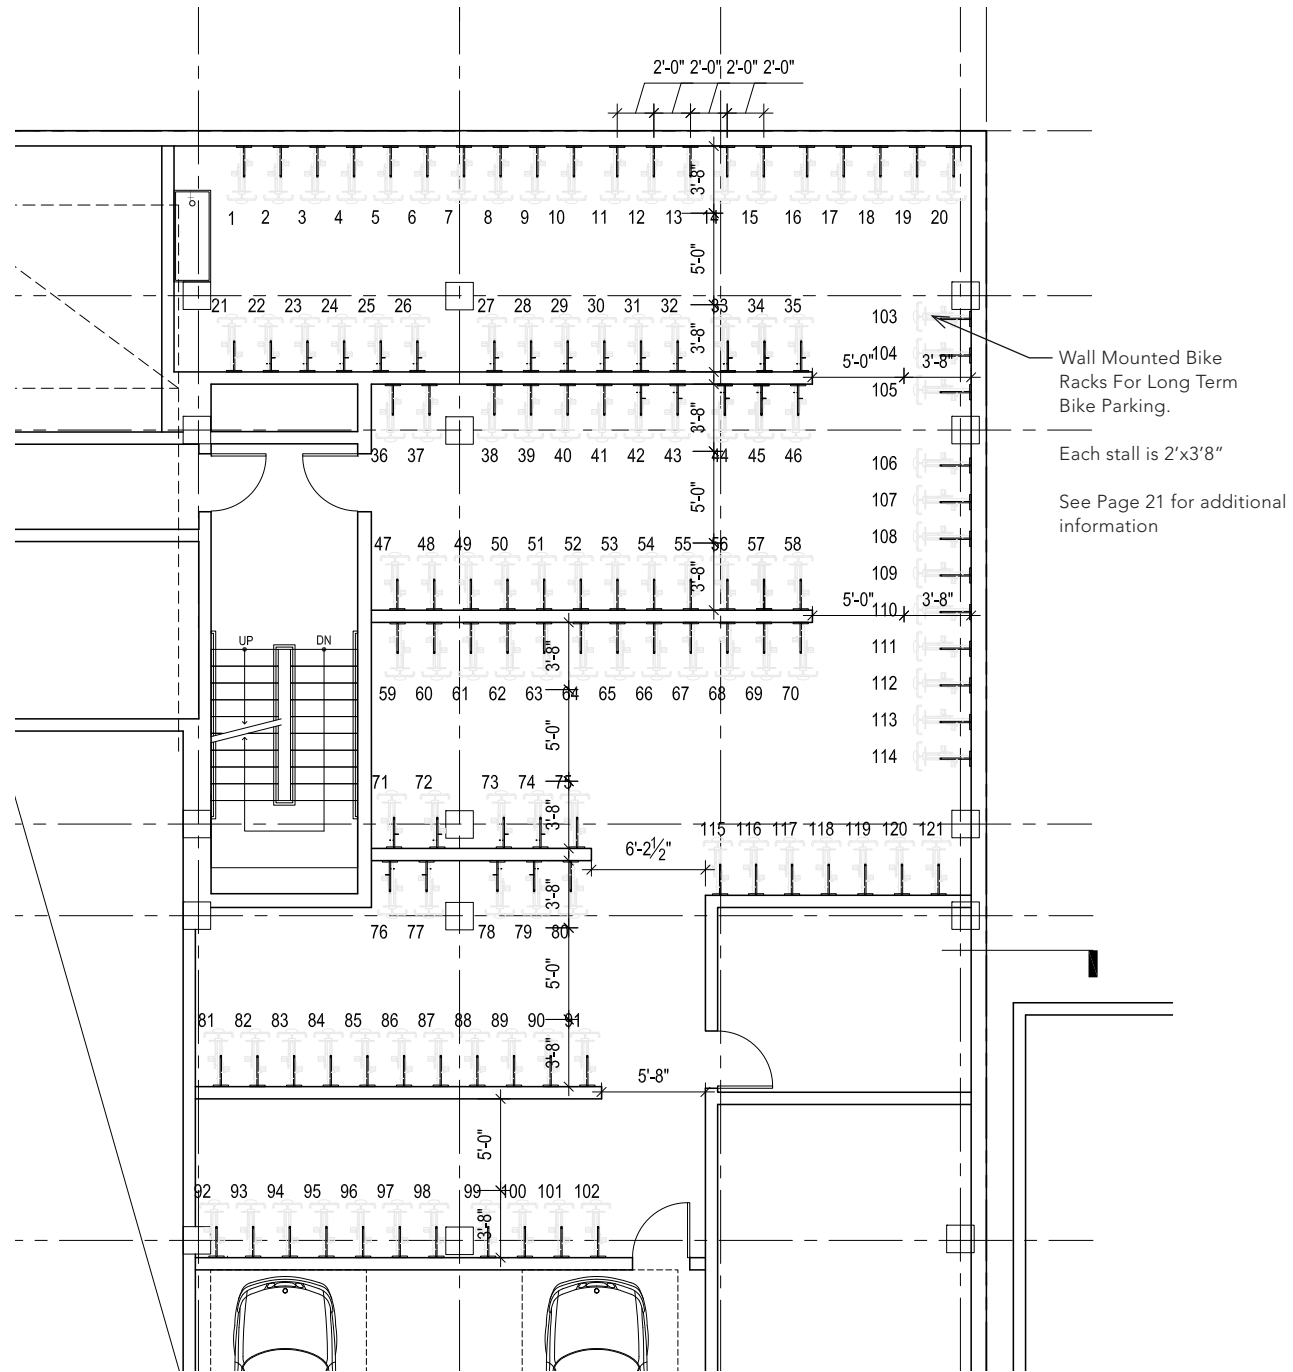 2'-0" 2'-0" 2'-0" 2'-0"
3'-8"
1 2 3 4 5 6 7 8 9 10 11 12 13 14 15 16 17 18 19 20
5'-0"
21 22 23 24 25 26 27 28 29 30 31 32 33 34 35
103
3'-8"
5'-0" 104 3'-8"
105
Wall Mounted Bike
Racks For Long Term
Bike Parking.
Each stall is 2'x3'8"
See Page 21 for additional
information
3'-8"
36 37 38 39 40 41 42 43 44 45 46
106
107
5'-0"
108
47 48 49 50 51 52 53 54 55 56 57 58
109
3'-8"
5'-0" 110 3'-8"
UP DN
111
3'-8"
112
59 60 61 62 63 64 65 66 67 68 69 70
113
5'-0"
114
71 72 73 74 75
3'-8"
115 116 117 118 119 120 121
6'-2½"
3'-8"
76 77 78 79 80
5'-0"
81 82 83 84 85 86 87 88 89 90 91
3'-8"
5'-8"
5'-0"
92 93 94 95 96 97 98 99 100 101 102
3'-8"